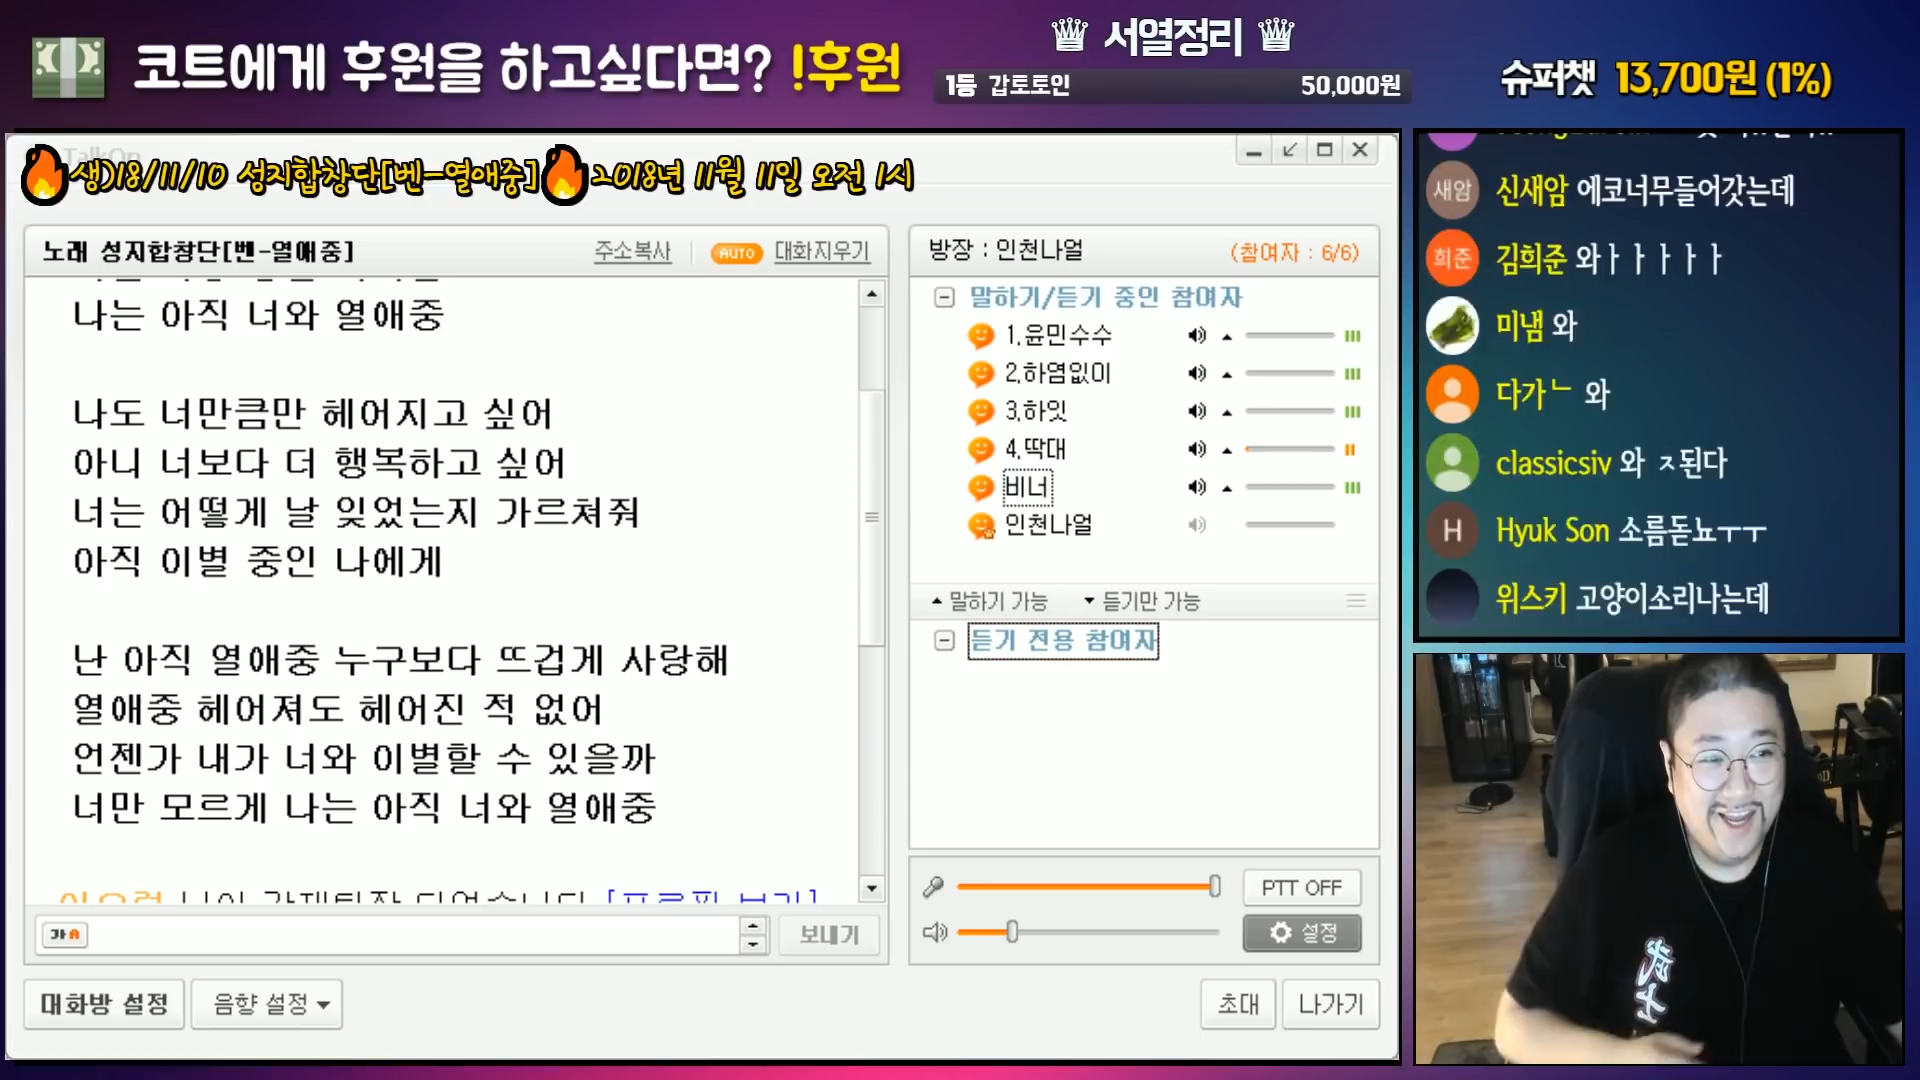 코트에게 후원을 하고싶다면? !후원
서열정리
1등 갑토토인 50,000원
슈퍼챗 13,700원 (1%)
TalkOn
생)18/11/10 성지합창단[벤-열애중] 2018년 11월 11일 오전 1시
노래 성지합창단[벤-열애중] 주소복사 AUTO 대화지우기
나는 아직 너와 열애중
나도 너만큼만 헤어지고 싶어
아니 너보다 더 행복하고 싶어
너는 어떻게 날 잊었는지 가르쳐줘
아직 이별 중인 나에게
난 아직 열애중 누구보다 뜨겁게 사랑해
열애중 헤어져도 헤어진 적 없어
언젠가 내가 너와 이별할 수 있을까
너만 모르게 나는 아직 너와 열애중
가A
보내기
대화방 설정
음향 설정
방장 : 인천나얼 (참여자 : 6/6)
말하기/듣기 중인 참여자
1.윤민수수
2.하염없이
3.하잇
4.딱대
비너
인천나얼
말하기 가능 듣기만 가능
듣기 전용 참여자
PTT OFF
설정
초대
나가기
새암 신새암 에코너무들어갓는데
희준 김희준 와ㅏㅏㅏㅏㅏㅏ
미냄 와
다가ᄂ 와
classicsiv 와 ㅈ된다
H Hyuk Son 소름돋뇨ㅜㅜ
위스키 고양이소리나는데
武士